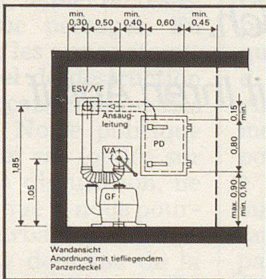 min. min. min.
0,30 0,50 0,40 0,60 0,45
ESV/VF
Ansaug-
leitung
VA
PD
GF
1,85
1,05
0,15
min.
0,80
max. 0,90
min. 0,10
Wandansicht
Anordnung mit tiefliegendem
Panzerdeckel